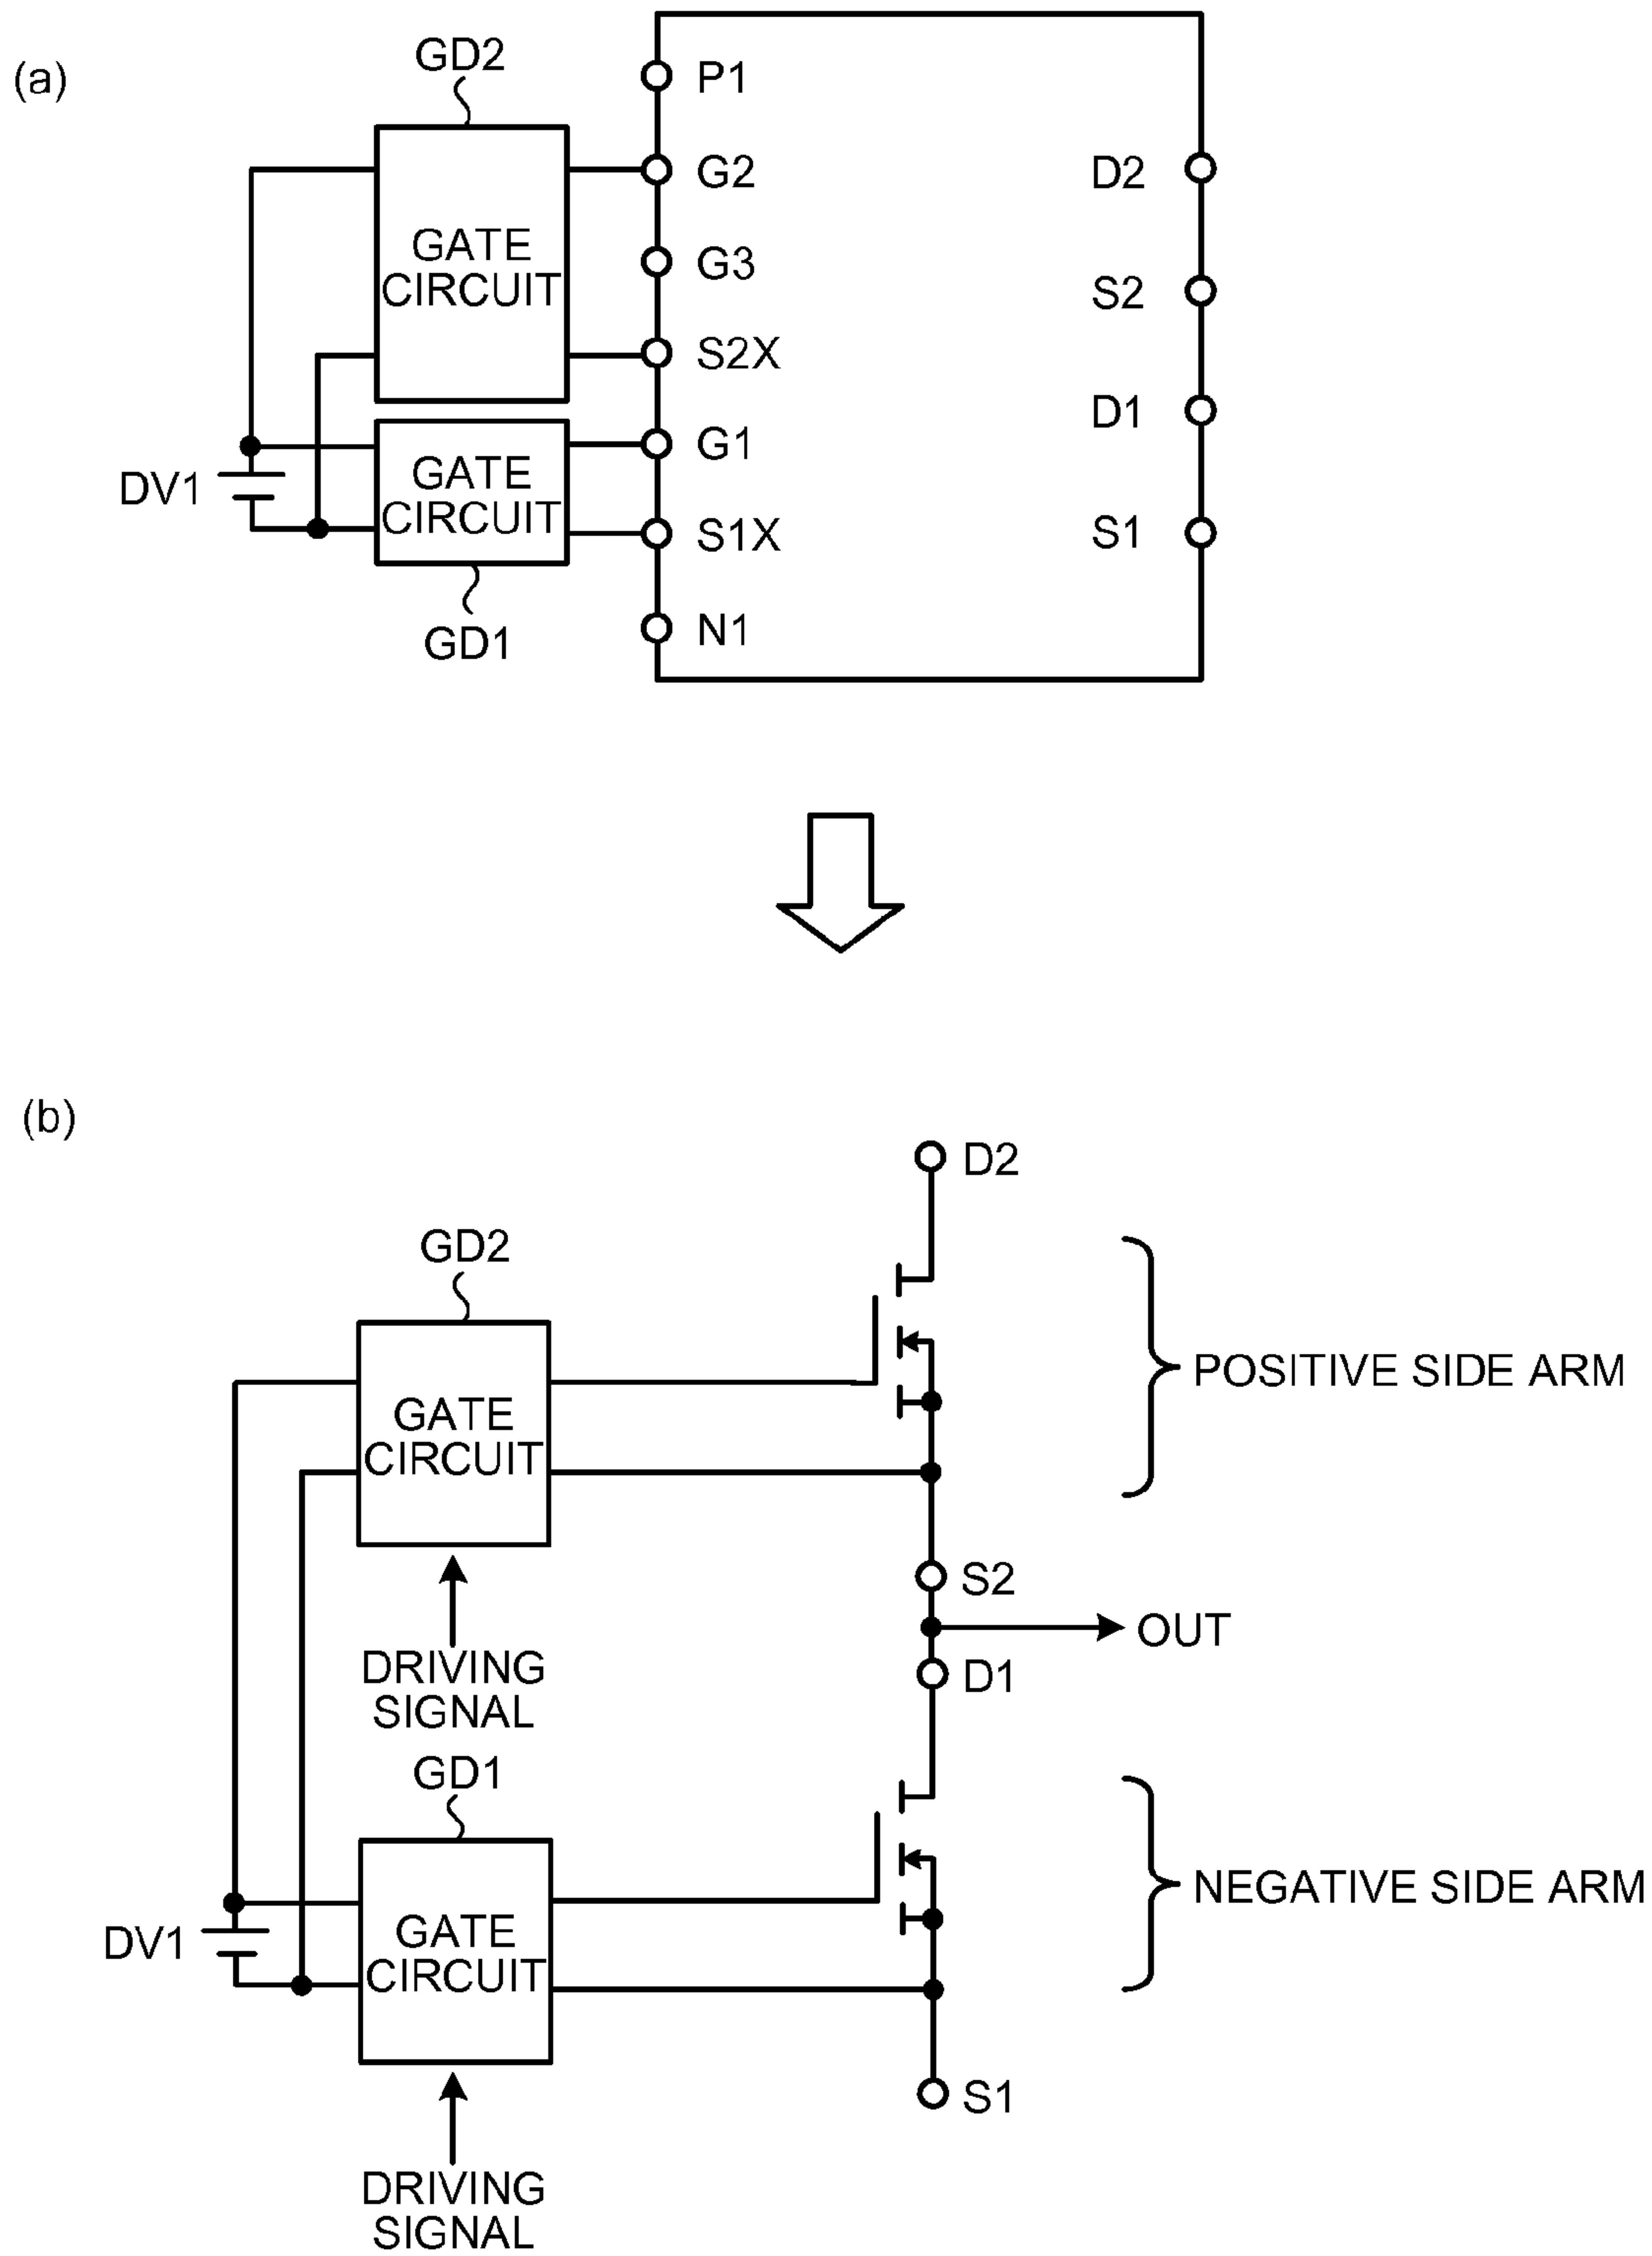 (a)
GD2
P1
G2
D2
GATE
CIRCUIT
G3
S2
S2X
D1
G1
GATE
CIRCUIT
DV1
S1X
S1
GD1
N1
(b)
D2
GD2
POSITIVE SIDE ARM
GATE
CIRCUIT
S2
OUT
DRIVING
SIGNAL
D1
GD1
NEGATIVE SIDE ARM
GATE
CIRCUIT
DV1
S1
DRIVING
SIGNAL